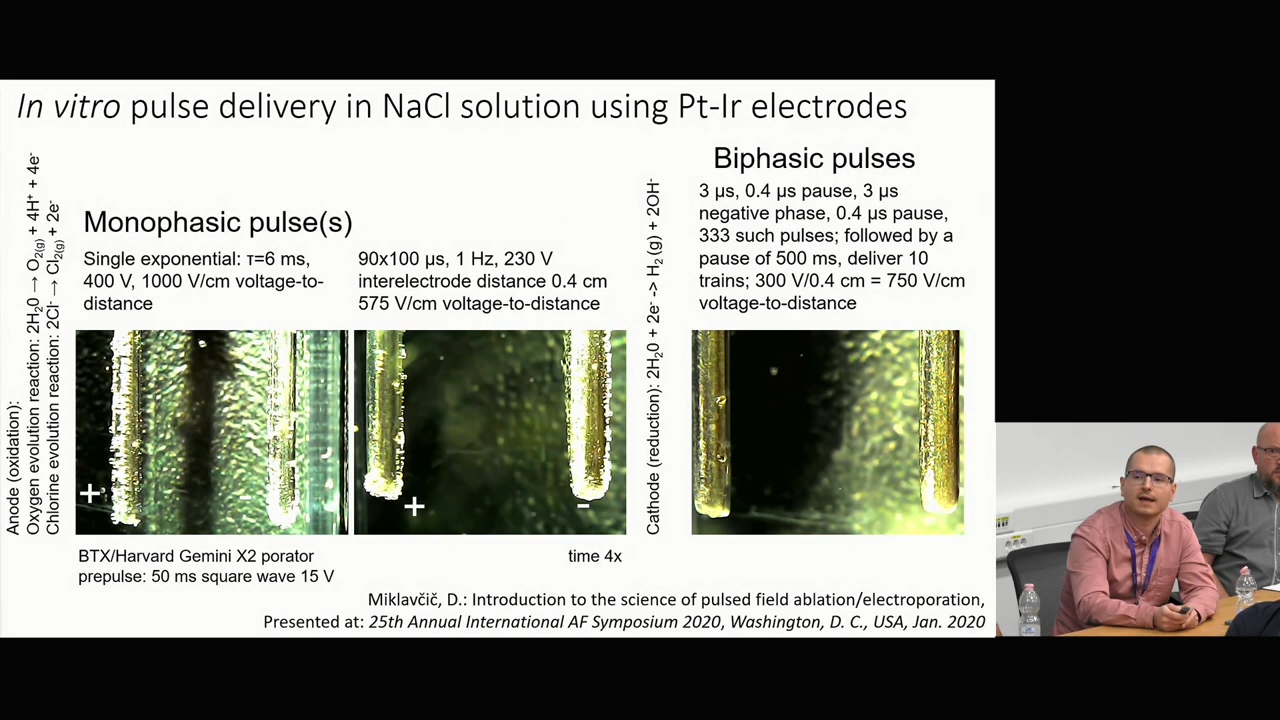 In vitro pulse delivery in NaCl solution using Pt-Ir electrodes
Anode (oxidation):
Oxygen evolution reaction: 2H₂0 → O₂(g) + 4H⁺ + 4e⁻
Chlorine evolution reaction: 2Cl⁻ → Cl₂(g) + 2e⁻
Monophasic pulse(s)
Single exponential: τ=6 ms,
400 V, 1000 V/cm voltage-to-
distance
90x100 µs, 1 Hz, 230 V
interelectrode distance 0.4 cm
575 V/cm voltage-to-distance
Cathode (reduction): 2H₂0 + 2e⁻ -> H₂ (g) + 2OH⁻
Biphasic pulses
3 µs, 0.4 µs pause, 3 µs
negative phase, 0.4 µs pause,
333 such pulses; followed by a
pause of 500 ms, deliver 10
trains; 300 V/0.4 cm = 750 V/cm
voltage-to-distance
+
-
+
-
BTX/Harvard Gemini X2 porator
prepulse: 50 ms square wave 15 V
time 4x
Miklavčič, D.: Introduction to the science of pulsed field ablation/electroporation,
Presented at: 25th Annual International AF Symposium 2020, Washington, D. C., USA, Jan. 2020